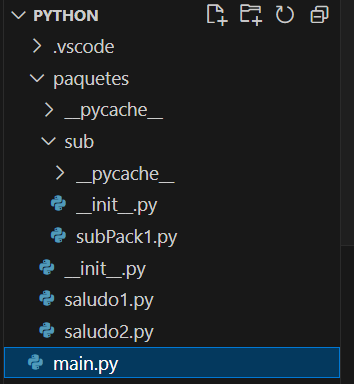 PYTHON
.vscode
paquetes
__pycache__
sub
__pycache__
__init__.py
subPack1.py
__init__.py
saludo1.py
saludo2.py
main.py